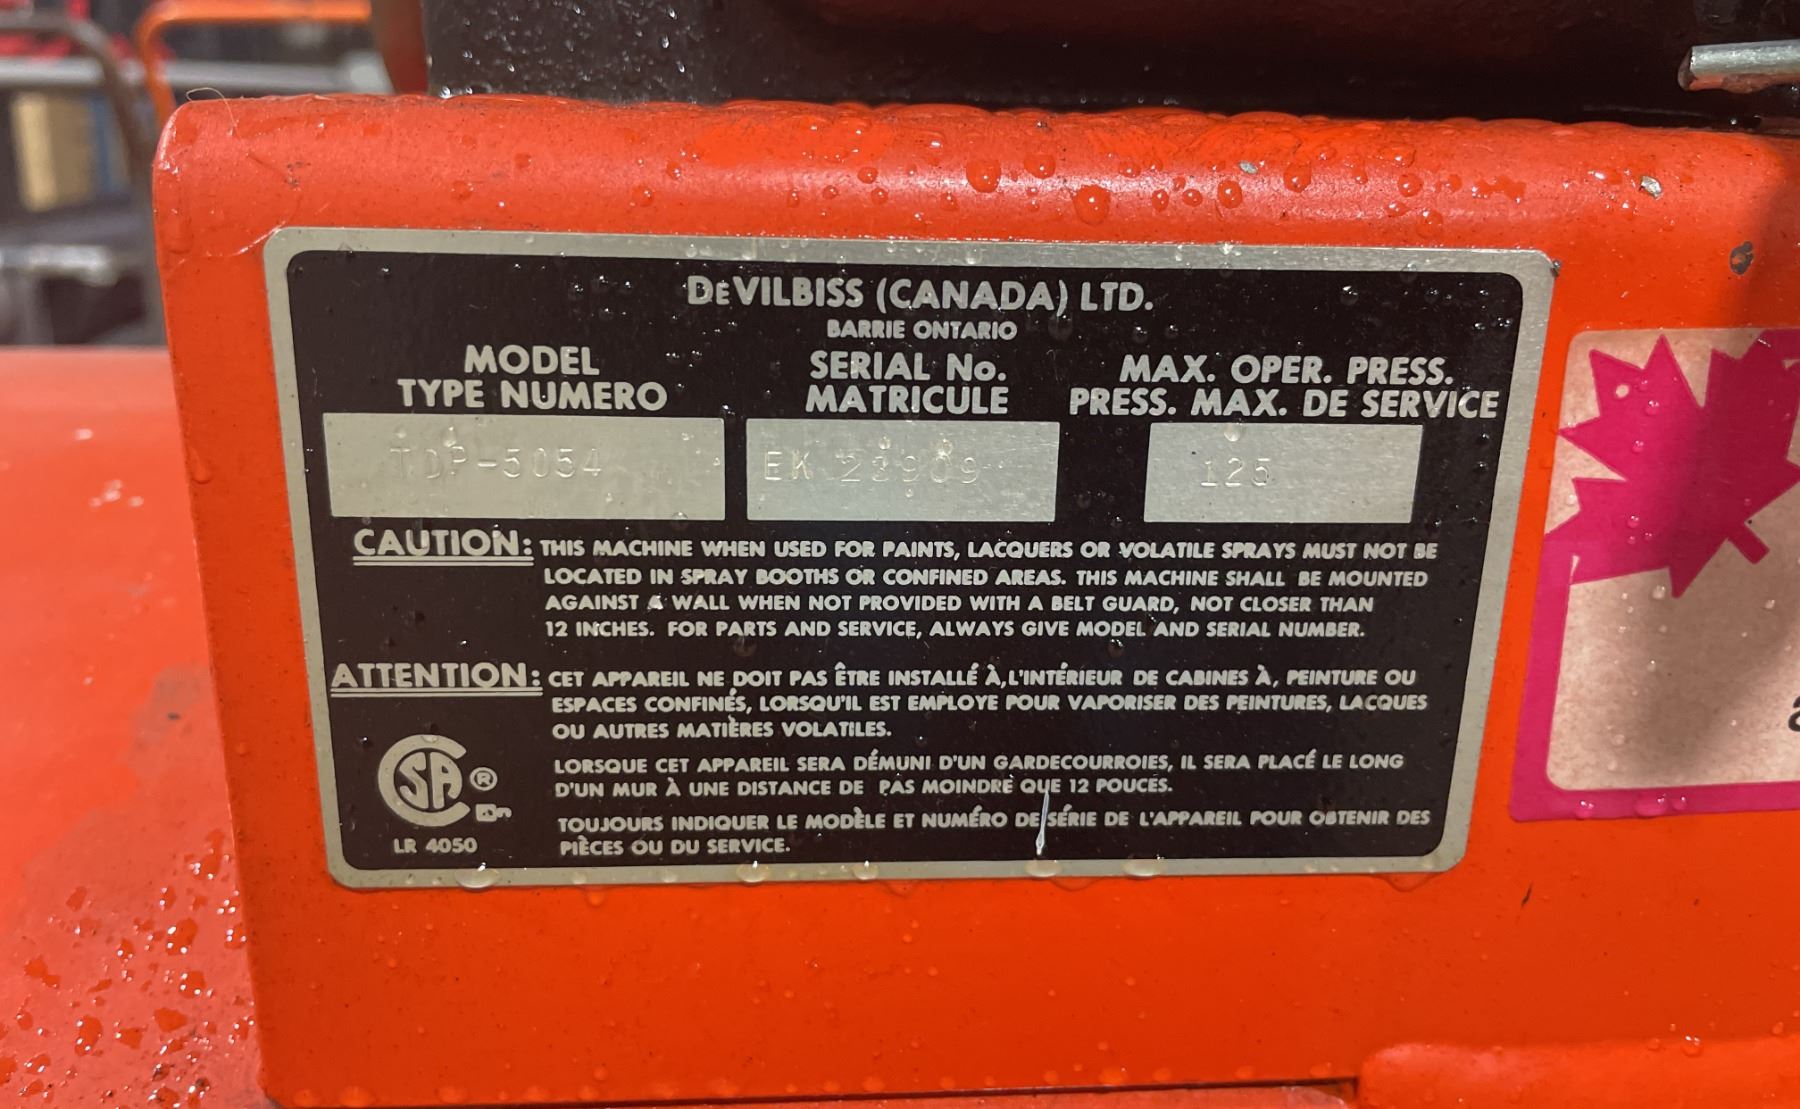 DEVILBISS (CANADA) LTD.
BARRIE ONTARIO
MODEL
TYPE NUMERO
SERIAL No.
MATRICULE
MAX. OPER. PRESS.
PRESS. MAX. DE SERVICE
TDP-5054
EK 23909
125
CAUTION: THIS MACHINE WHEN USED FOR PAINTS, LACQUERS OR VOLATILE SPRAYS MUST NOT BE
LOCATED IN SPRAY BOOTHS OR CONFINED AREAS. THIS MACHINE SHALL BE MOUNTED
AGAINST A WALL WHEN NOT PROVIDED WITH A BELT GUARD, NOT CLOSER THAN
12 INCHES. FOR PARTS AND SERVICE, ALWAYS GIVE MODEL AND SERIAL NUMBER.
ATTENTION: CET APPAREIL NE DOIT PAS ÊTRE INSTALLÉ À,L'INTÉRIEUR DE CABINES À, PEINTURE OU
ESPACES CONFINÉS, LORSQU'IL EST EMPLOYE POUR VAPORISER DES PEINTURES, LACQUES
OU AUTRES MATIÈRES VOLATILES.
LORSQUE CET APPAREIL SERA DÉMUNI D'UN GARDECOURROIES, IL SERA PLACÉ LE LONG
D'UN MUR À UNE DISTANCE DE PAS MOINDRE QUE 12 POUCES.
TOUJOURS INDIQUER LE MODÈLE ET NUMÉRO DE SÉRIE DE L'APPAREIL POUR OBTENIR DES
PIÈCES OU DU SERVICE.
CSA ®
LR 4050